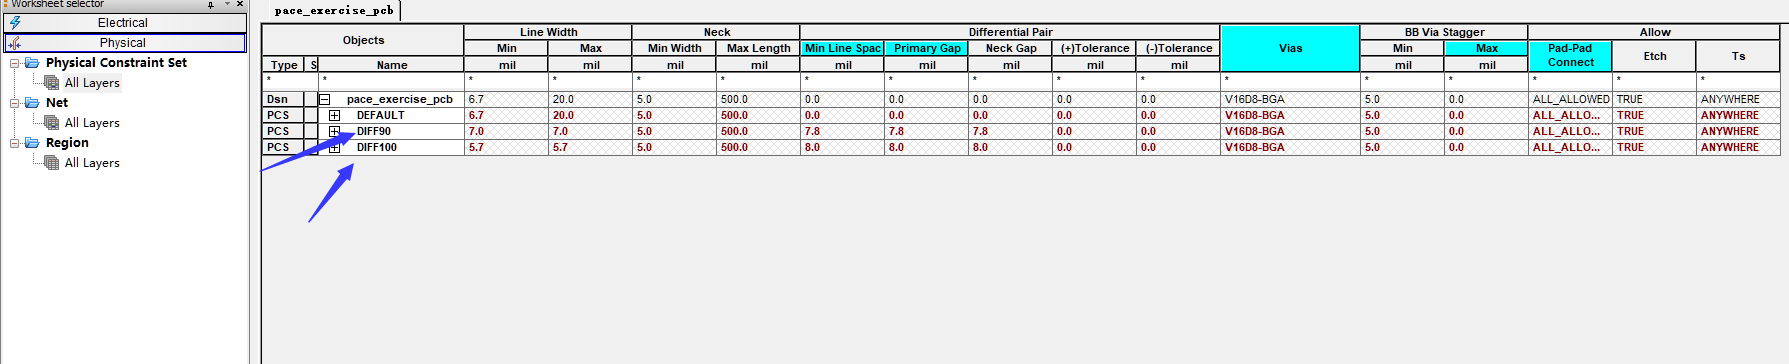 Worksheet selector
Electrical
Physical
Physical Constraint Set
All Layers
Net
All Layers
Region
All Layers
pace_exercise_pcb
Objects Line Width Neck Differential Pair Vias BB Via Stagger Allow
Min Max Min Width Max Length Min Line Spac Primary Gap Neck Gap (+)Tolerance (-)Tolerance Min Max Pad-Pad Connect Etch Ts
Type S Name mil mil mil mil mil mil mil mil mil mil mil
* * * * * * * * * * * * * * * *
Dsn pace_exercise_pcb 6.7 20.0 5.0 500.0 0.0 0.0 0.0 0.0 0.0 V16D8-BGA 5.0 0.0 ALL_ALLOWED TRUE ANYWHERE
PCS DEFAULT 6.7 20.0 5.0 500.0 0.0 0.0 0.0 0.0 0.0 V16D8-BGA 5.0 0.0 ALL_ALLO... TRUE ANYWHERE
PCS DIFF90 7.0 7.0 5.0 500.0 7.8 7.8 7.8 0.0 0.0 V16D8-BGA 5.0 0.0 ALL_ALLO... TRUE ANYWHERE
PCS DIFF100 5.7 5.7 5.0 500.0 8.0 8.0 8.0 0.0 0.0 V16D8-BGA 5.0 0.0 ALL_ALLO... TRUE ANYWHERE